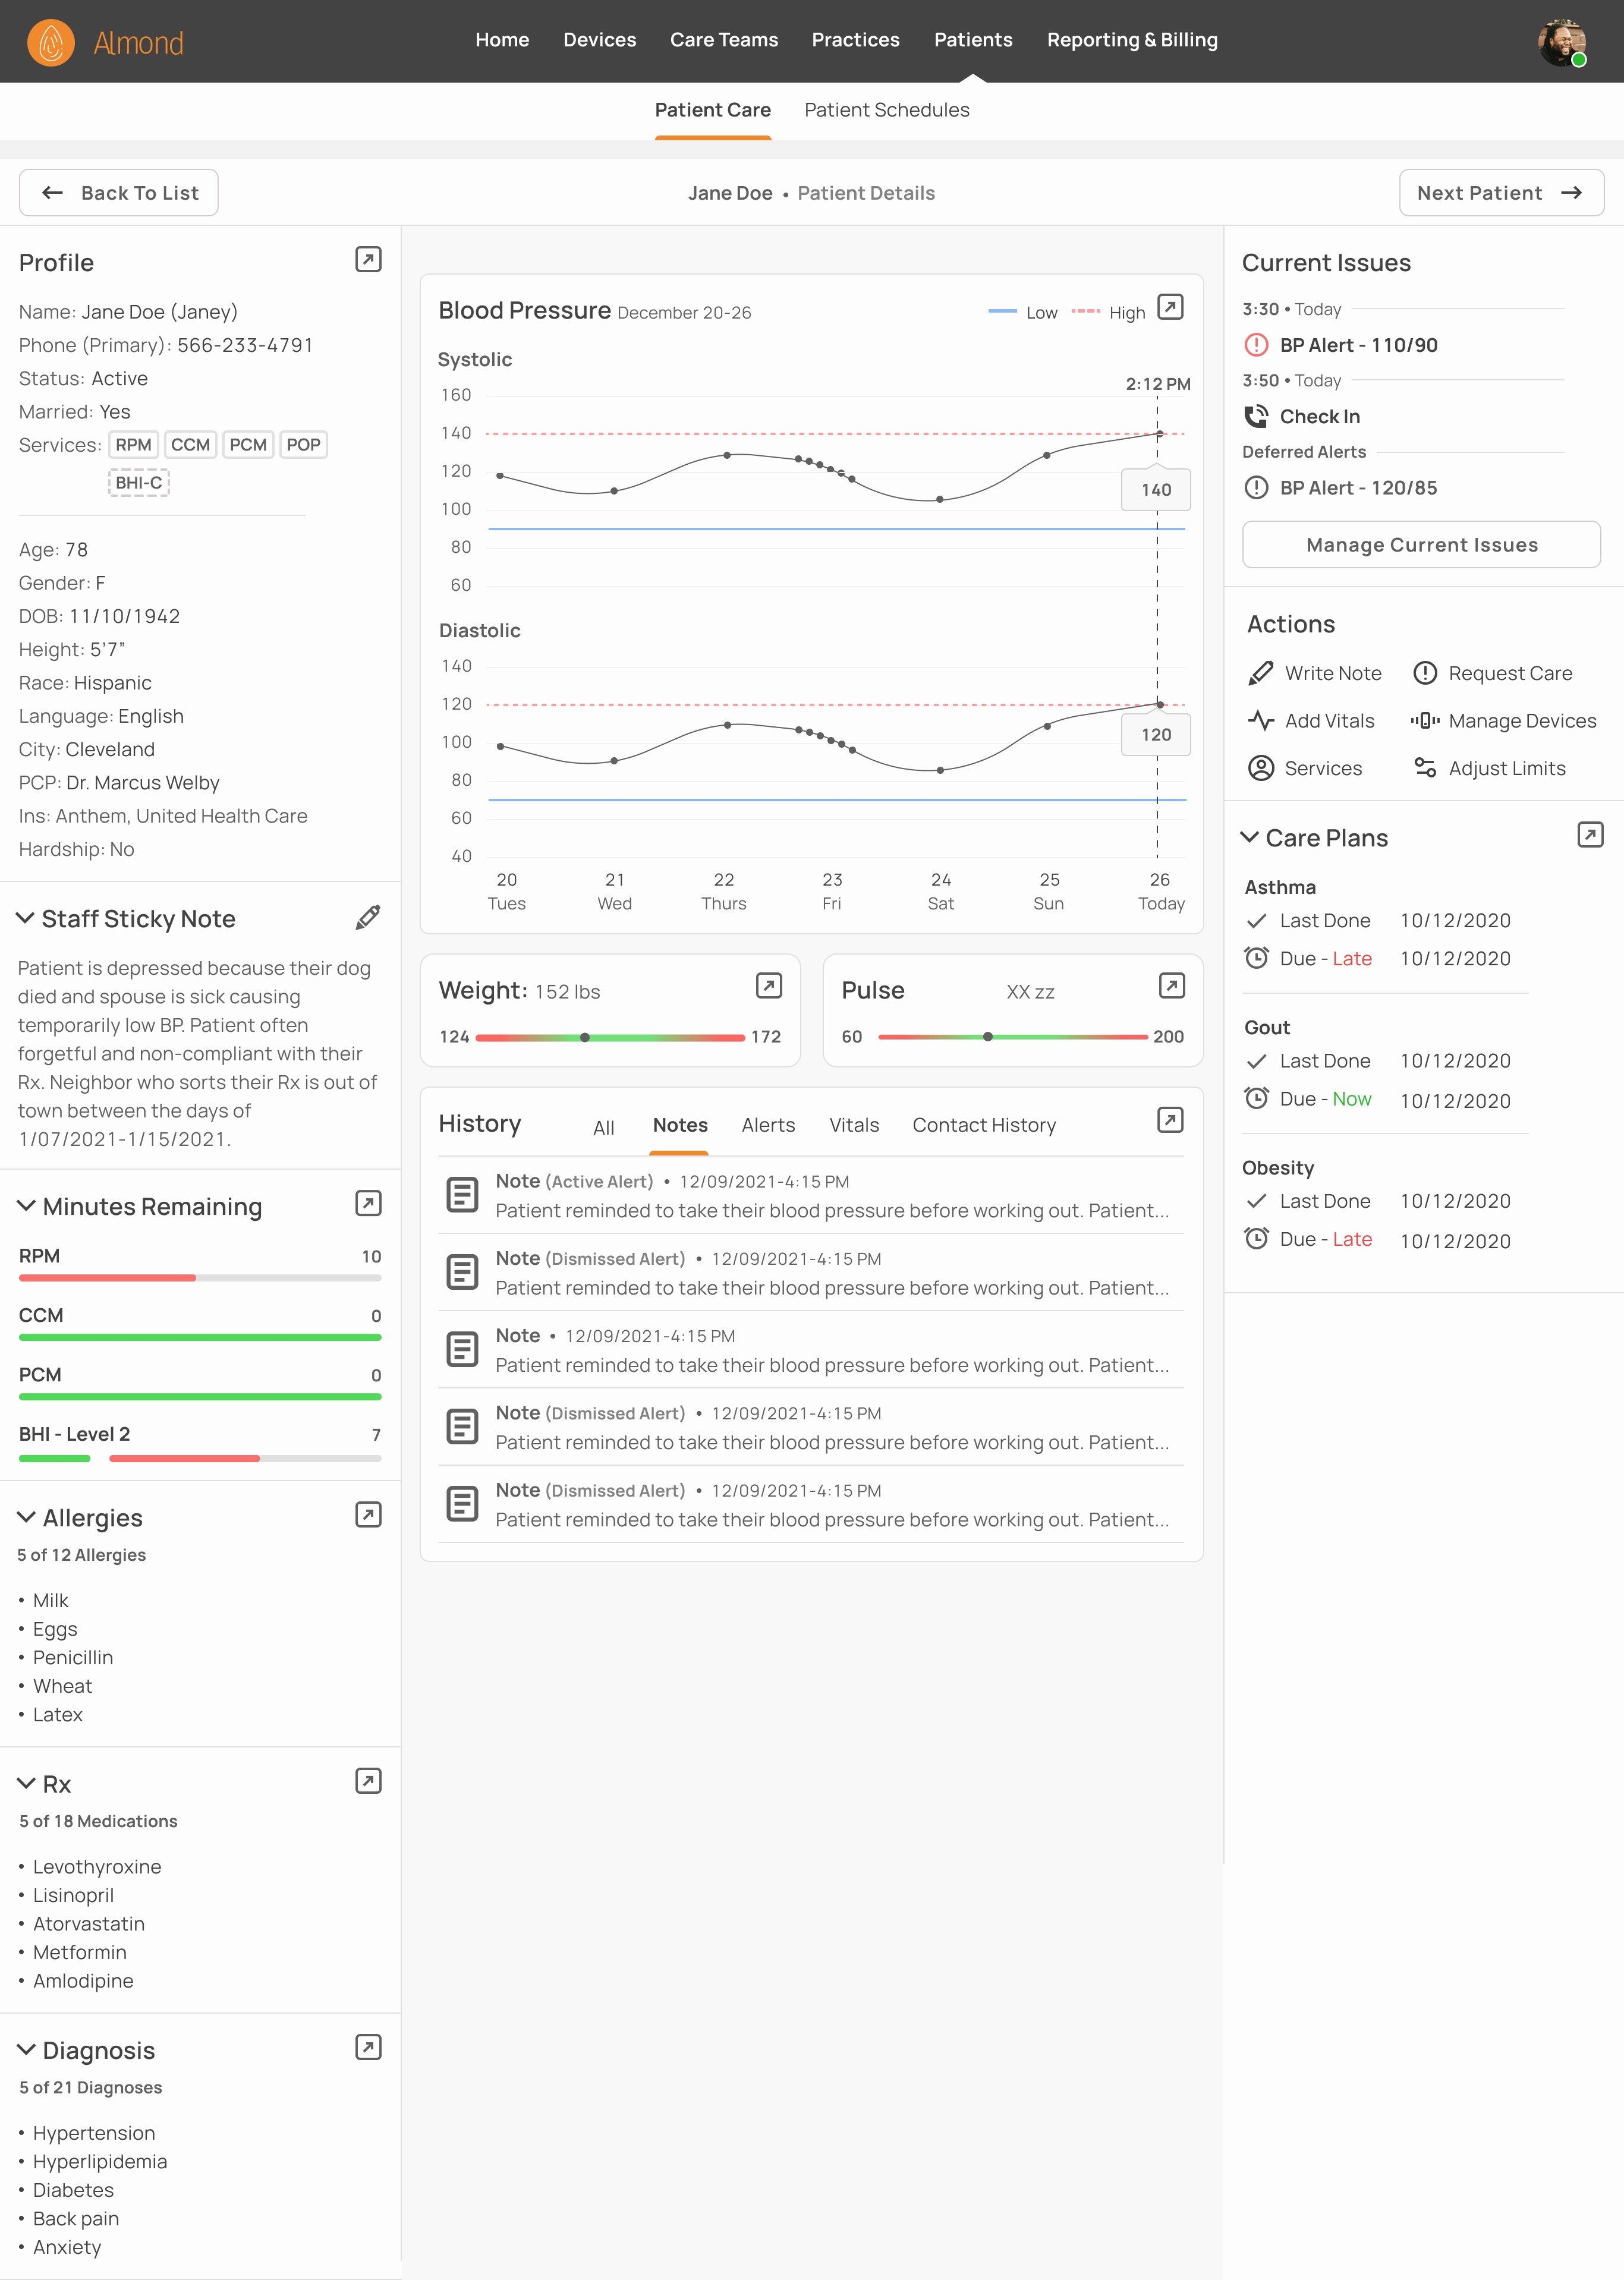 Almond
Home Devices Care Teams Practices Patients Reporting & Billing
Patient Care Patient Schedules
Back To List
Jane Doe • Patient Details
Next Patient
Profile
Name: Jane Doe (Janey)
Phone (Primary): 566-233-4791
Status: Active
Married: Yes
Services: RPM CCM PCM POP
BHI-C
Age: 78
Gender: F
DOB: 11/10/1942
Height: 5’7”
Race: Hispanic
Language: English
City: Cleveland
PCP: Dr. Marcus Welby
Ins: Anthem, United Health Care
Hardship: No
Staff Sticky Note
Patient is depressed because their dog
died and spouse is sick causing
temporarily low BP. Patient often
forgetful and non-compliant with their
Rx. Neighbor who sorts their Rx is out of
town between the days of
1/07/2021-1/15/2021.
Minutes Remaining
RPM 10
CCM 0
PCM 0
BHI - Level 2 7
Allergies
5 of 12 Allergies
• Milk
• Eggs
• Penicillin
• Wheat
• Latex
Rx
5 of 18 Medications
• Levothyroxine
• Lisinopril
• Atorvastatin
• Metformin
• Amlodipine
Diagnosis
5 of 21 Diagnoses
• Hypertension
• Hyperlipidemia
• Diabetes
• Back pain
• Anxiety
Blood Pressure December 20-26
Low High
Systolic
2:12 PM
160
140
120
100
80
60
140
Diastolic
140
120
100
80
60
40
120
20 21 22 23 24 25 26
Tues Wed Thurs Fri Sat Sun Today
Weight: 152 lbs
124 172
Pulse XX zz
60 200
History All Notes Alerts Vitals Contact History
Note (Active Alert) • 12/09/2021-4:15 PM
Patient reminded to take their blood pressure before working out. Patient...
Note (Dismissed Alert) • 12/09/2021-4:15 PM
Patient reminded to take their blood pressure before working out. Patient...
Note • 12/09/2021-4:15 PM
Patient reminded to take their blood pressure before working out. Patient...
Note (Dismissed Alert) • 12/09/2021-4:15 PM
Patient reminded to take their blood pressure before working out. Patient...
Note (Dismissed Alert) • 12/09/2021-4:15 PM
Patient reminded to take their blood pressure before working out. Patient...
Current Issues
3:30 • Today
BP Alert - 110/90
3:50 • Today
Check In
Deferred Alerts
BP Alert - 120/85
Manage Current Issues
Actions
Write Note Request Care
Add Vitals Manage Devices
Services Adjust Limits
Care Plans
Asthma
Last Done 10/12/2020
Due - Late 10/12/2020
Gout
Last Done 10/12/2020
Due - Now 10/12/2020
Obesity
Last Done 10/12/2020
Due - Late 10/12/2020